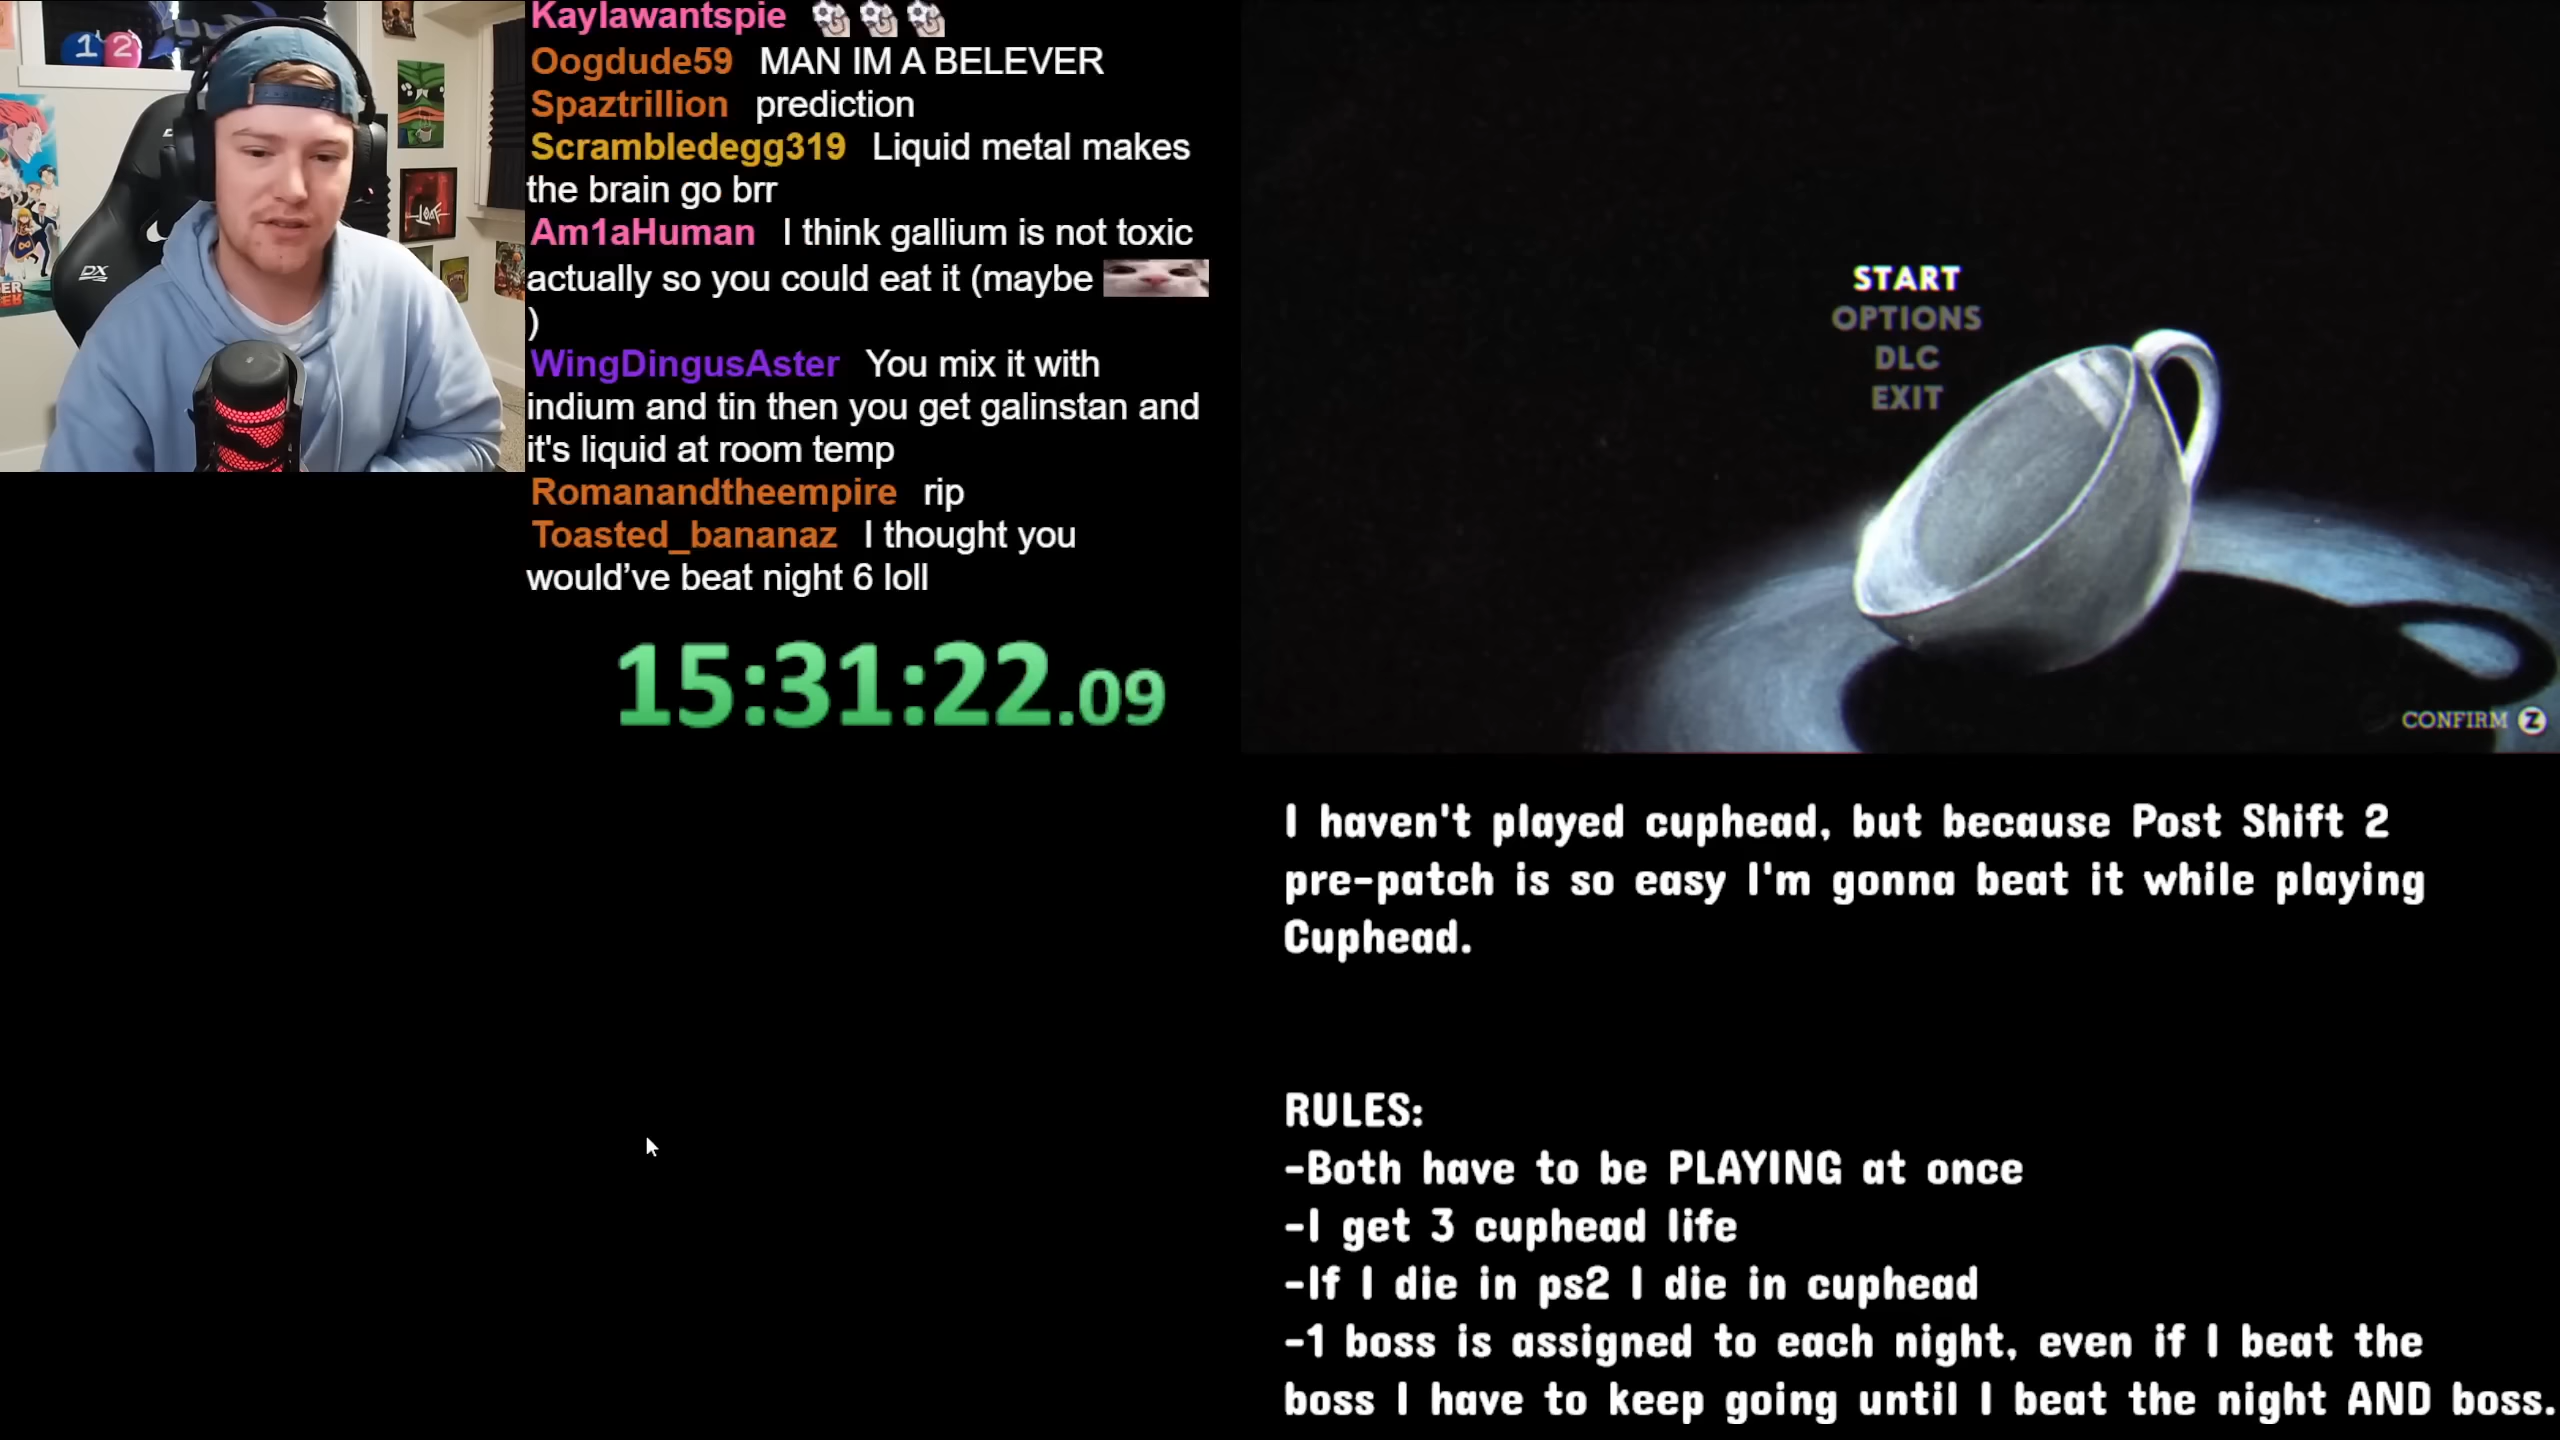 1 2
DX
ER
LOAF
Kaylawantspie
Oogdude59 MAN IM A BELEVER
Spaztrillion prediction
Scrambledegg319 Liquid metal makes
the brain go brr
Am1aHuman I think gallium is not toxic
actually so you could eat it (maybe
)
WingDingusAster You mix it with
indium and tin then you get galinstan and
it's liquid at room temp
Romanandtheempire rip
Toasted_bananaz I thought you
would’ve beat night 6 loll
15:31:22.09
START
OPTIONS
DLC
EXIT
CONFIRM Z
I haven't played cuphead, but because Post Shift 2
pre-patch is so easy I'm gonna beat it while playing
Cuphead.
RULES:
-Both have to be PLAYING at once
-I get 3 cuphead life
-If I die in ps2 I die in cuphead
-1 boss is assigned to each night, even if I beat the
boss I have to keep going until I beat the night AND boss.